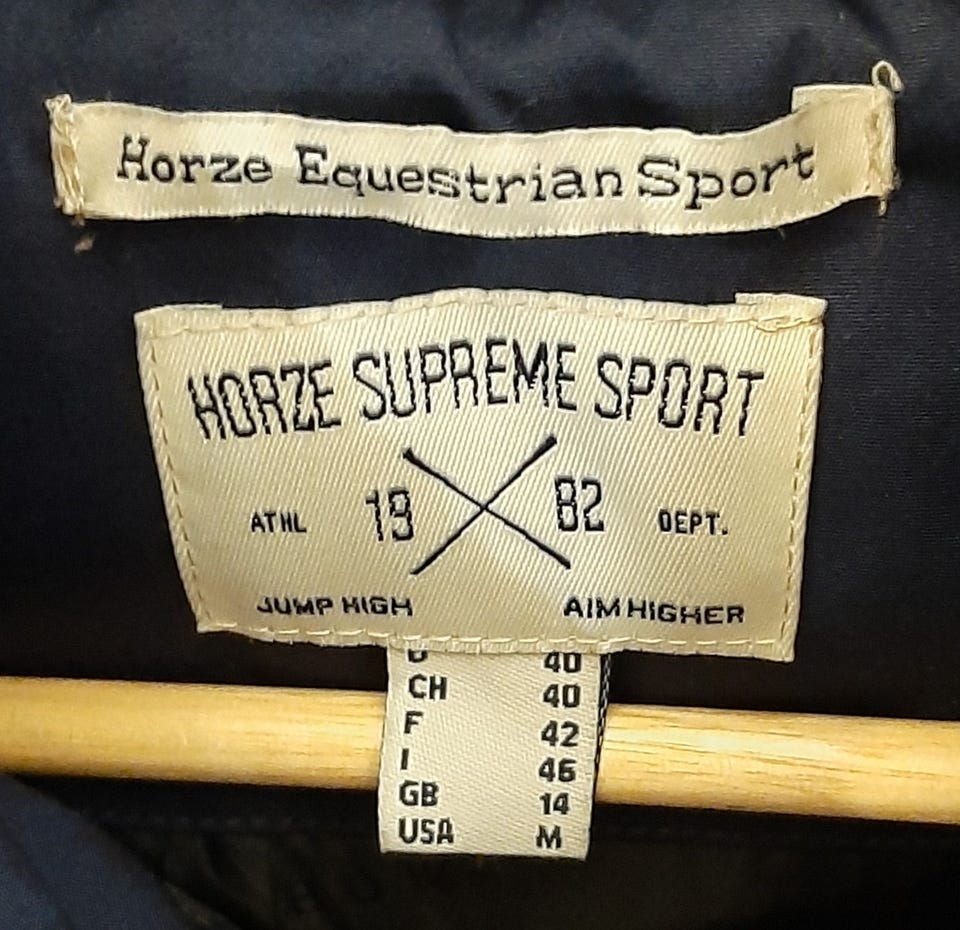 Horze Equestrian Sport
HORZE SUPREME SPORT
ATHL 19 82 DEPT.
JUMP HIGH AIM HIGHER
D 40
CH 40
F 42
I 46
GB 14
USA M